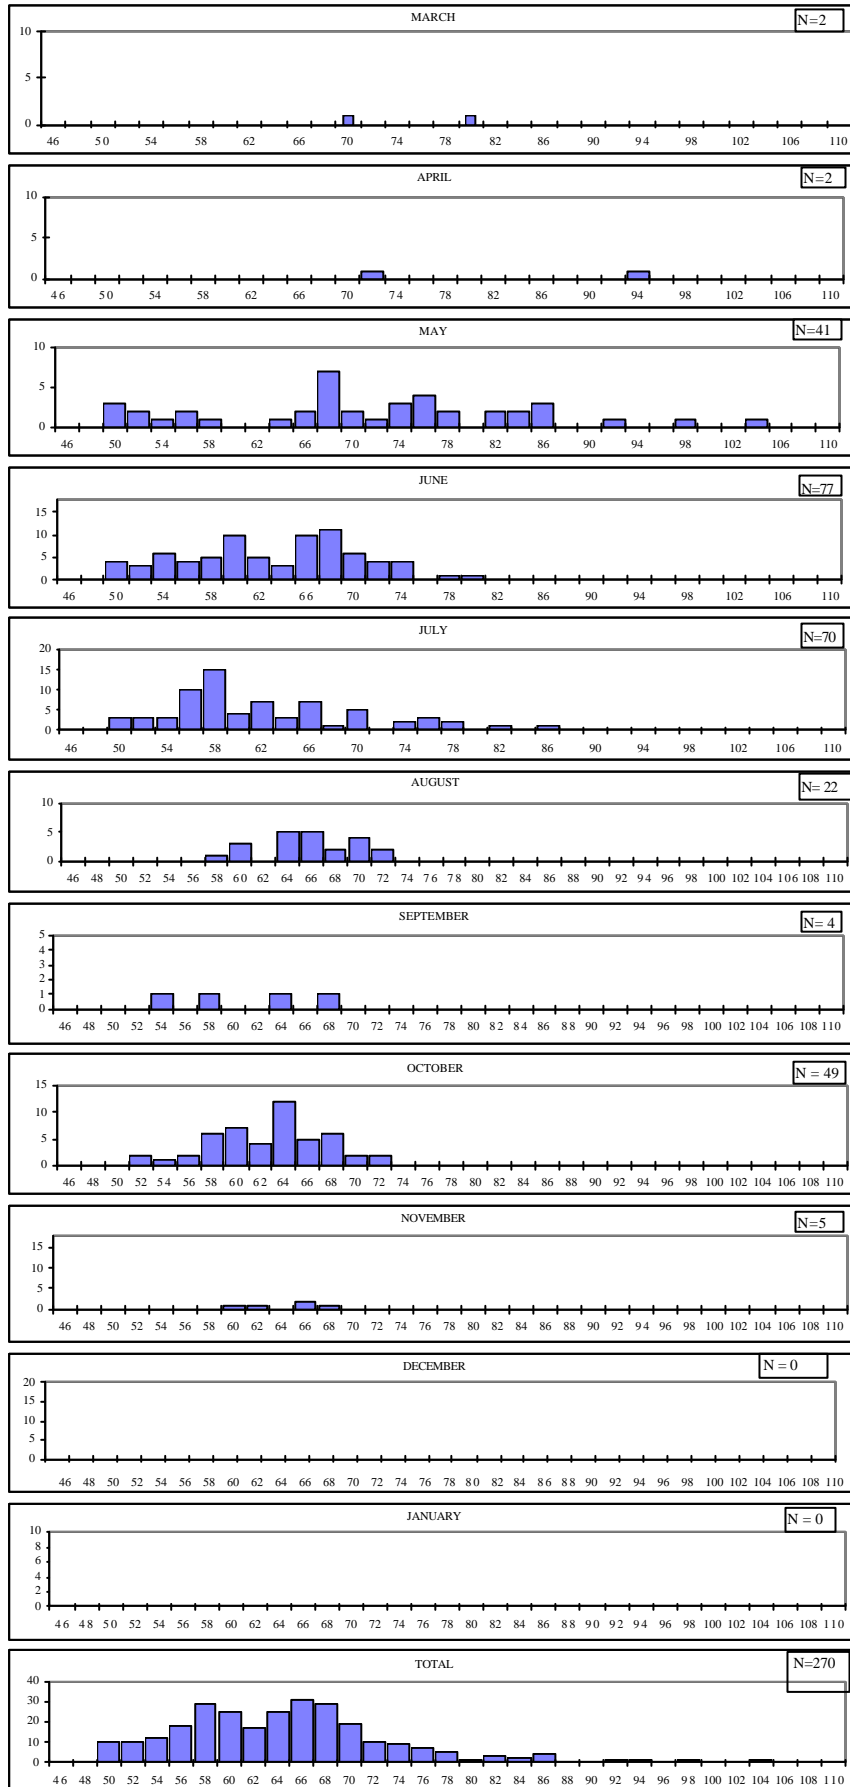 MARCH N=2
10
5
0
46 50 54 58 62 66 70 74 82 86 90 94 98 102 106 110
APRIL N=2
10
5
0
46 50 54 58 62 66 70 74 82 86 90 94 98 102 106 110
MAY N=41
10
5
0
46 50 54 58 62 66 70 74 78 82 86 90 94 98 102 106 110
JUNE N=77
15
10
5
0
46 50 54 58 62 66 70 74 78 82 86 90 94 98 102 106 110
JULY N=70
20
15
10
5
0
46 50 54 58 62 66 70 74 78 82 86 90 94 98 102 106 110
AUGUST N= 22
10
5
0
46 48 50 52 54 56 58 60 62 64 66 68 70 72 74 76 78 80 82 84 86 88 90 92 94 96 98 100 102 104 106 108 110
SEPTEMBER N= 4
5
4
3
2
1
0
46 48 50 52 54 56 58 60 62 64 66 68 70 72 74 76 78 80 82 84 86 88 90 92 94 96 98 100 102 104 106 108 110
OCTOBER N = 49
15
10
5
0
46 48 50 52 54 56 58 60 62 64 66 68 70 72 74 76 78 80 82 84 86 88 90 92 94 96 98 100 102 104 106 108 110
NOVEMBER N=5
15
10
5
0
46 48 50 52 54 56 58 60 62 64 66 68 70 72 74 76 78 80 82 84 86 88 90 92 94 96 98 100 102 104 106 108 110
DECEMBER N = 0
20
15
10
5
0
46 48 50 52 54 56 58 60 62 64 66 68 70 72 74 76 78 80 82 84 86 88 90 92 94 96 98 100 102 104 106 108 110
JANUARY N = 0
10
8
6
4
2
0
46 48 50 52 54 56 58 60 62 64 66 68 70 72 74 76 78 80 82 84 86 88 90 92 94 96 98 100 102 104 106 108 110
TOTAL N=270
40
30
20
10
0
46 48 50 52 54 56 58 60 62 64 66 68 70 72 74 76 78 80 82 84 86 88 90 92 94 96 98 100 102 104 106 108 110